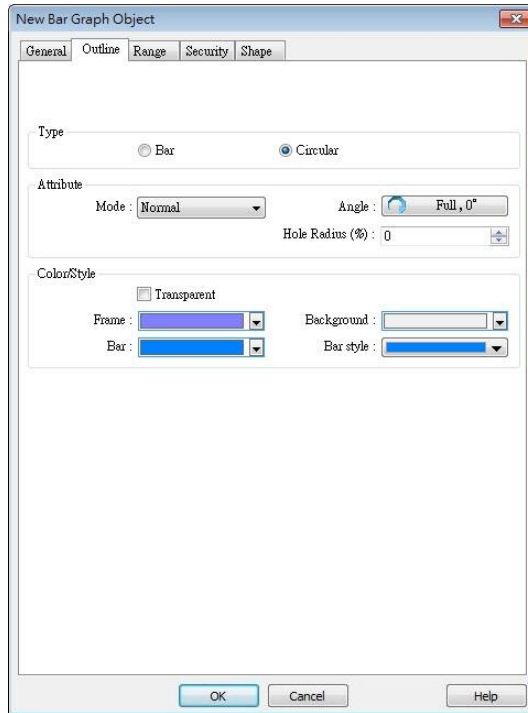 New Bar Graph Object
General Outline Range Security Shape
Type
Bar Circular
Attribute
Mode : Normal Angle : Full , 0°
Hole Radius (%) : 0
Color/Style
Transparent
Frame : Background :
Bar : Bar style :
OK Cancel Help